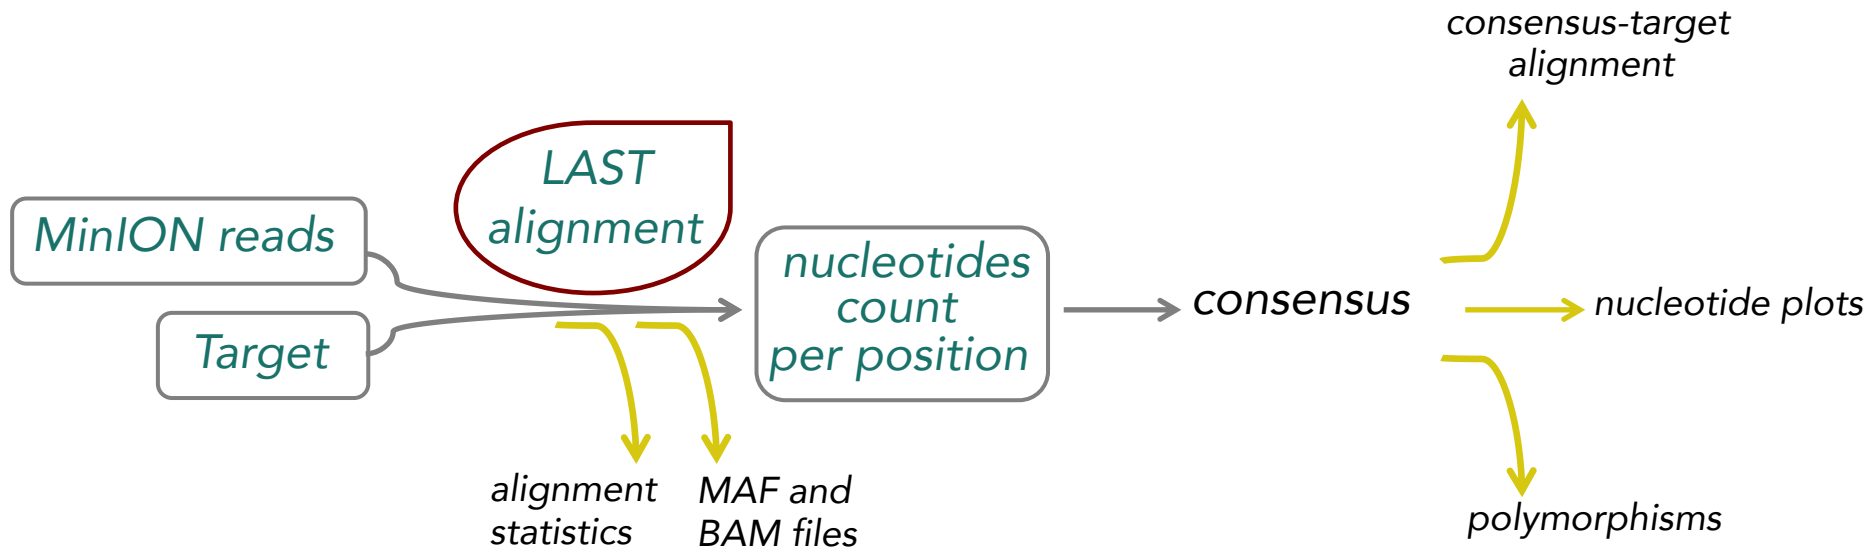 MinION reads
Target
LAST
alignment
alignment
statistics
MAF and
BAM files
nucleotides
count
per position
consensus
consensus-target
alignment
nucleotide plots
polymorphisms